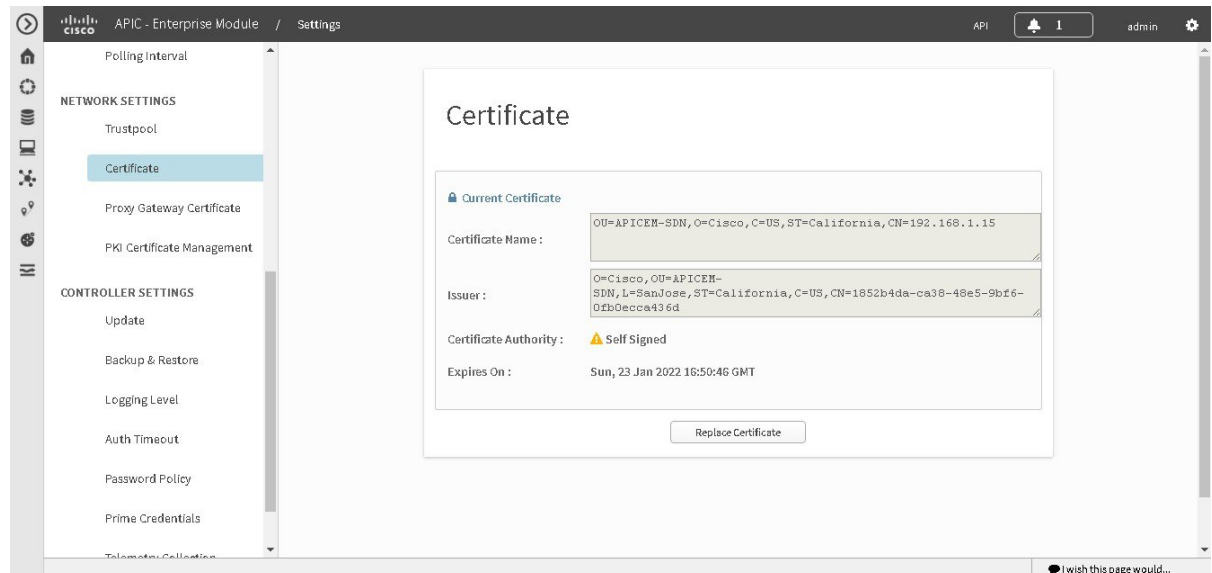 cisco APIC - Enterprise Module / Settings API 1 admin
Polling Interval
NETWORK SETTINGS
Trustpool
Certificate
Proxy Gateway Certificate
PKI Certificate Management
CONTROLLER SETTINGS
Update
Backup & Restore
Logging Level
Auth Timeout
Password Policy
Prime Credentials
Telemetry Collection
Certificate
Current Certificate
Certificate Name :
OU=APICEM-SDN,O=Cisco,C=US,ST=California,CN=192.168.1.15
Issuer :
O=Cisco,OU=APICEM-
SDN,L=SanJose,ST=California,C=US,CN=1852b4da-ca38-48e5-9bf6-
0fb0ecca436d
Certificate Authority : Self Signed
Expires On : Sun, 23 Jan 2022 16:50:46 GMT
Replace Certificate
I wish this page would...